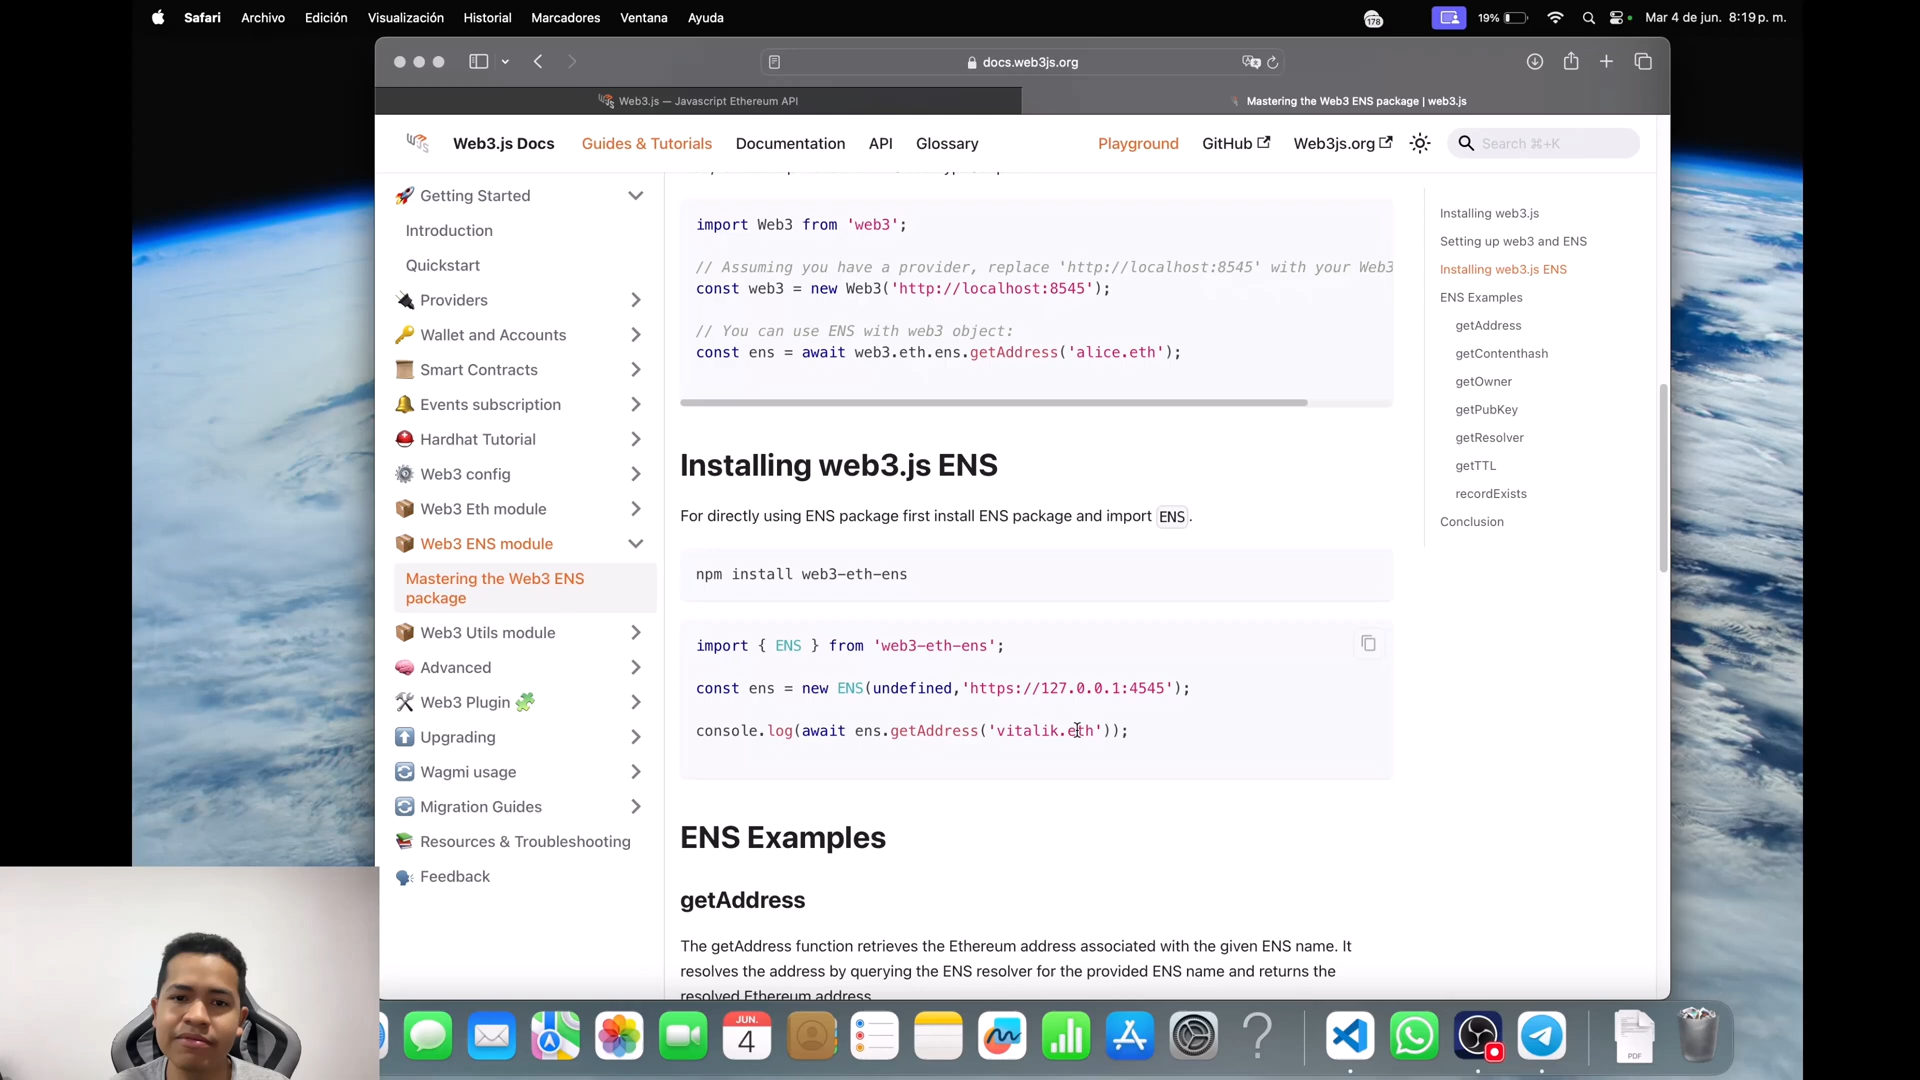 Safari Archivo Edición Visualización Historial Marcadores Ventana Ayuda 178 19% Mar 4 de jun. 8:19 p. m.
docs.web3js.org
Web3.js — Javascript Ethereum API
Mastering the Web3 ENS package | web3.js
Web3.js Docs Guides & Tutorials Documentation API Glossary Playground GitHub Web3js.org Search ⌘+K
Getting Started
Introduction
Quickstart
Providers
Wallet and Accounts
Smart Contracts
Events subscription
Hardhat Tutorial
Web3 config
Web3 Eth module
Web3 ENS module
Mastering the Web3 ENS
package
Web3 Utils module
Advanced
Web3 Plugin
Upgrading
Wagmi usage
Migration Guides
Resources & Troubleshooting
Feedback
import Web3 from 'web3';
// Assuming you have a provider, replace 'http://localhost:8545' with your Web3
const web3 = new Web3('http://localhost:8545');
// You can use ENS with web3 object:
const ens = await web3.eth.ens.getAddress('alice.eth');
Installing web3.js ENS
For directly using ENS package first install ENS package and import ENS.
npm install web3-eth-ens
import { ENS } from 'web3-eth-ens';
const ens = new ENS(undefined,'https://127.0.0.1:4545');
console.log(await ens.getAddress('vitalik.eth'));
ENS Examples
getAddress
The getAddress function retrieves the Ethereum address associated with the given ENS name. It
resolves the address by querying the ENS resolver for the provided ENS name and returns the
resolved Ethereum address
Installing web3.js
Setting up web3 and ENS
Installing web3.js ENS
ENS Examples
getAddress
getContenthash
getOwner
getPubKey
getResolver
getTTL
recordExists
Conclusion
JUN.
4
PDF